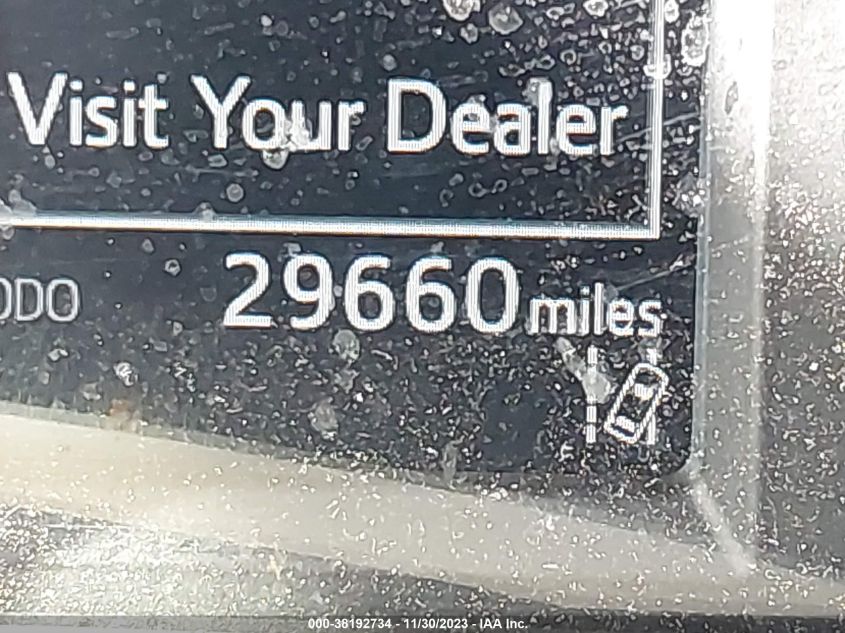 Visit Your Dealer
ODO 29660 miles
000-38192734 - 11/30/2023 - IAA Inc.